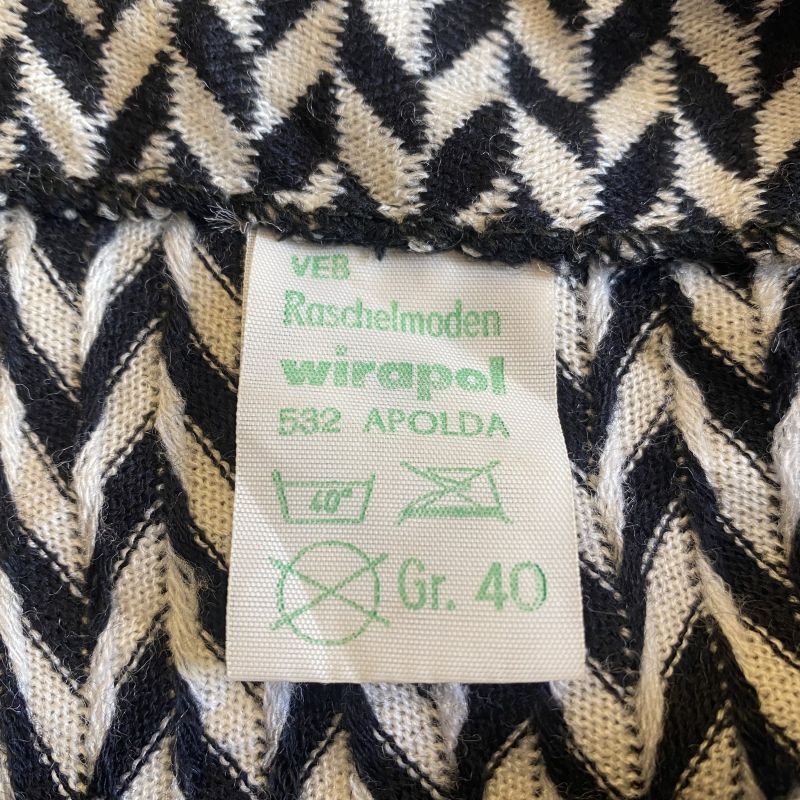 VEB
Raschelmoden
wirapol
532 APOLDA
40°
Gr. 40